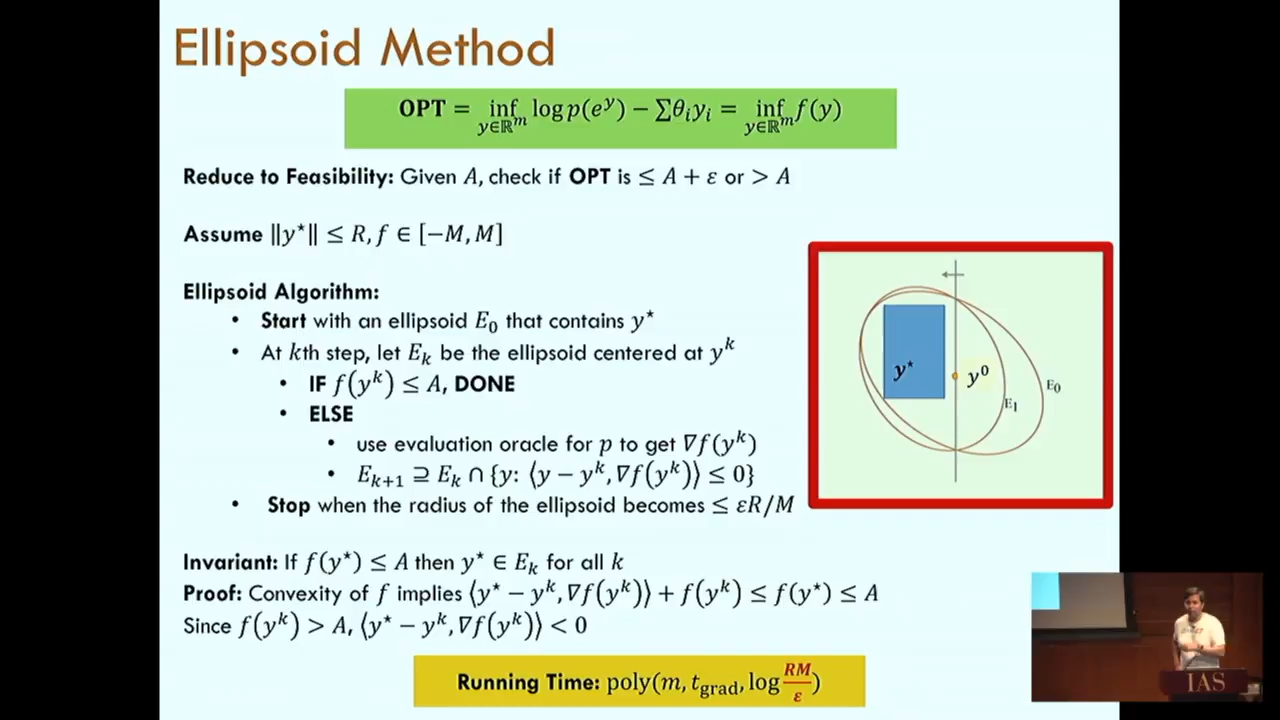 Ellipsoid Method
OPT = inf_{y∈ℝ^m} log p(e^y) − ∑θ_i y_i = inf_{y∈ℝ^m} f(y)
Reduce to Feasibility: Given A, check if OPT is ≤ A + ε or > A
Assume ‖y⋆‖ ≤ R, f ∈ [−M, M]
Ellipsoid Algorithm:
• Start with an ellipsoid E_0 that contains y⋆
• At kth step, let E_k be the ellipsoid centered at y^k
• IF f(y^k) ≤ A, DONE
• ELSE
• use evaluation oracle for p to get ∇f(y^k)
• E_{k+1} ⊇ E_k ∩ {y: ⟨y − y^k, ∇f(y^k)⟩ ≤ 0}
• Stop when the radius of the ellipsoid becomes ≤ εR/M
y⋆
y^0
E_0
E_1
Invariant: If f(y⋆) ≤ A then y⋆ ∈ E_k for all k
Proof: Convexity of f implies ⟨y⋆ − y^k, ∇f(y^k)⟩ + f(y^k) ≤ f(y⋆) ≤ A
Since f(y^k) > A, ⟨y⋆ − y^k, ∇f(y^k)⟩ < 0
Running Time: poly(m, t_grad, log RM/ε)
IAS